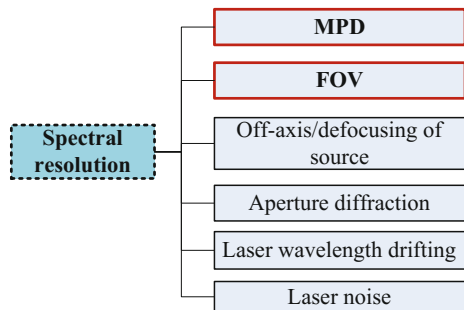 MPD
FOV
Spectral
resolution
Off-axis/defocusing of
source
Aperture diffraction
Laser wavelength drifting
Laser noise